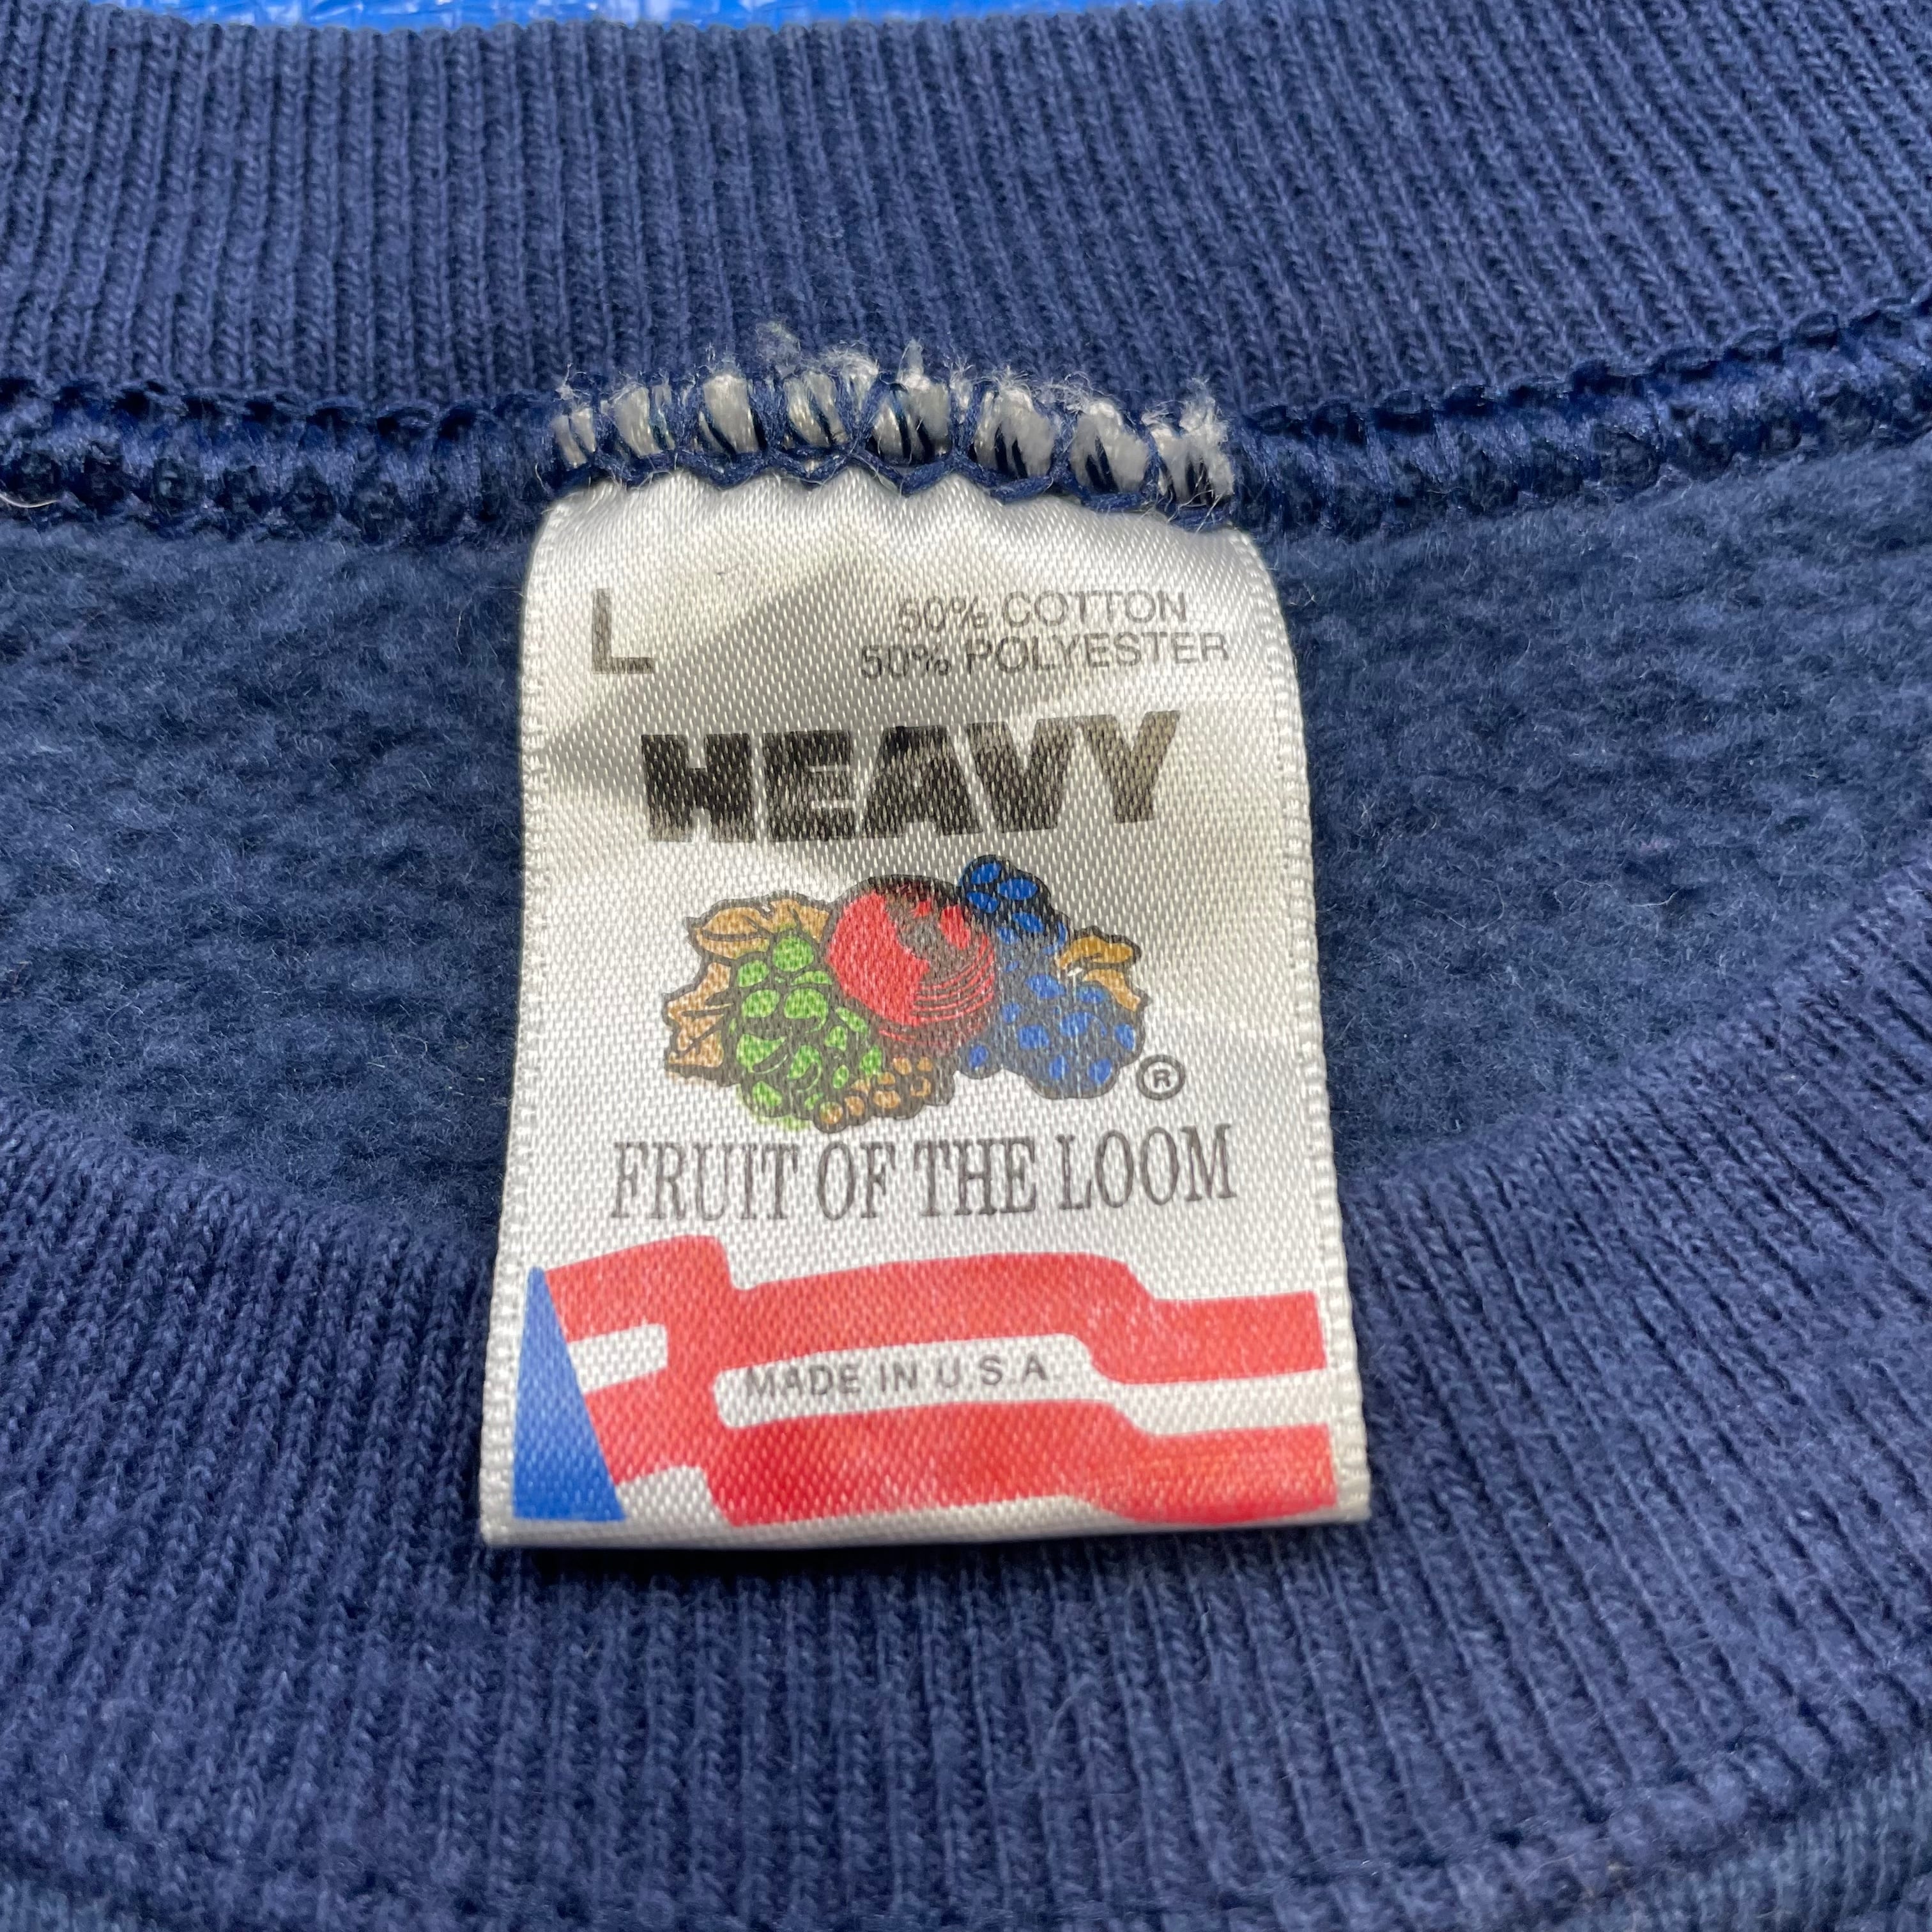 L
50% COTTON
50% POLYESTER
HEAVY
®
FRUIT OF THE LOOM
MADE IN U.S.A.